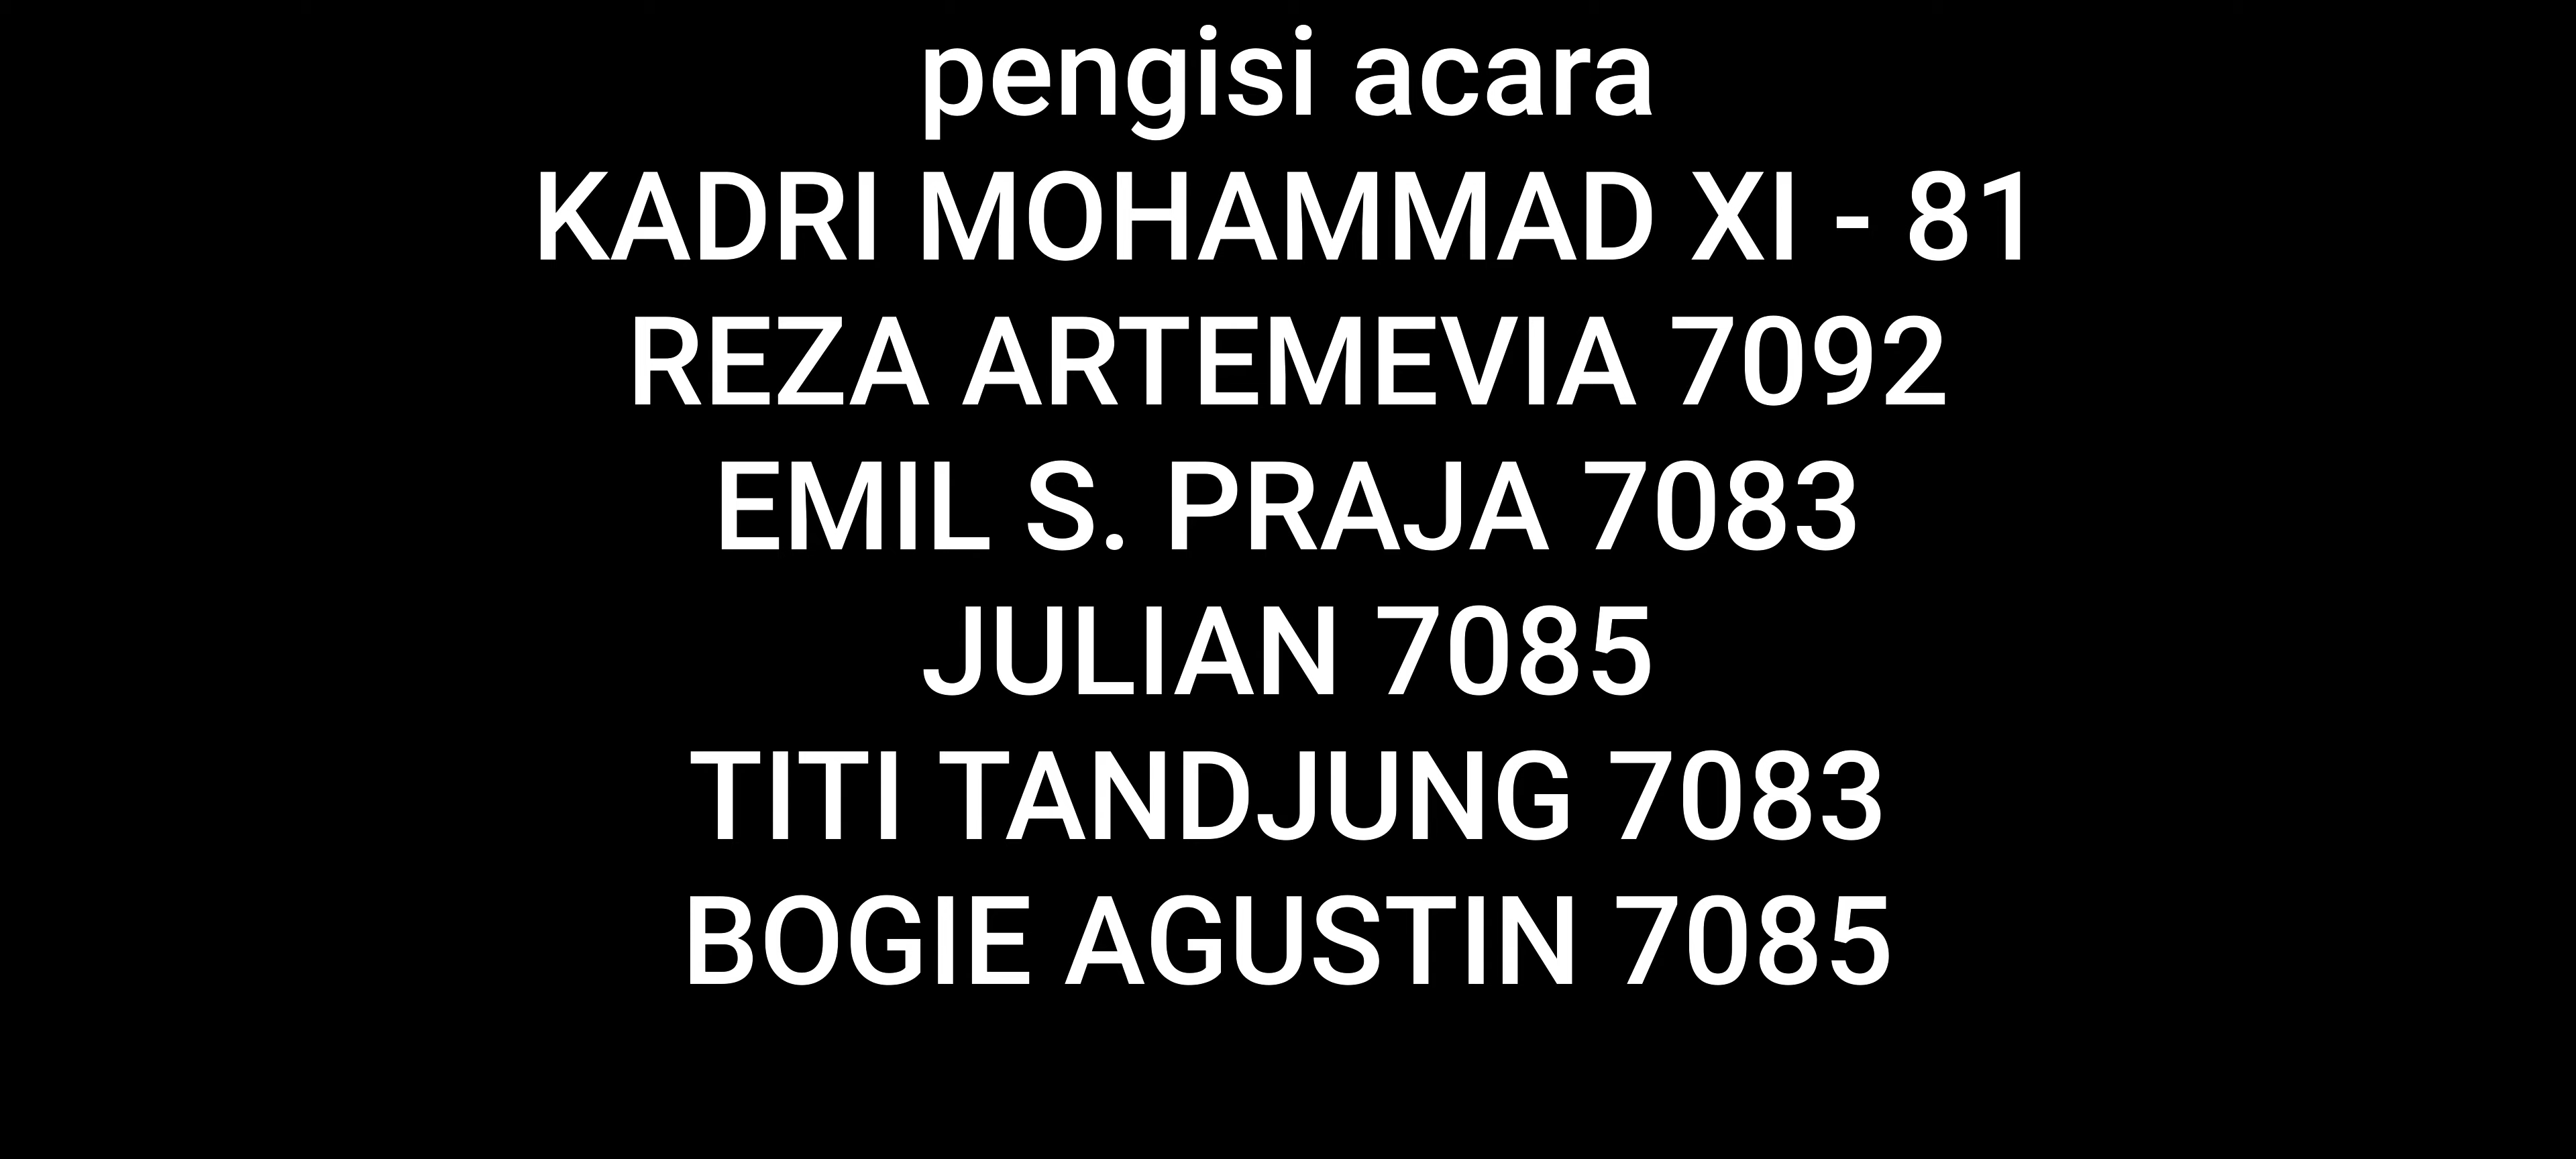 pengisi acara
KADRI MOHAMMAD XI - 81
REZA ARTEMEVIA 7092
EMIL S. PRAJA 7083
JULIAN 7085
TITI TANDJUNG 7083
BOGIE AGUSTIN 7085